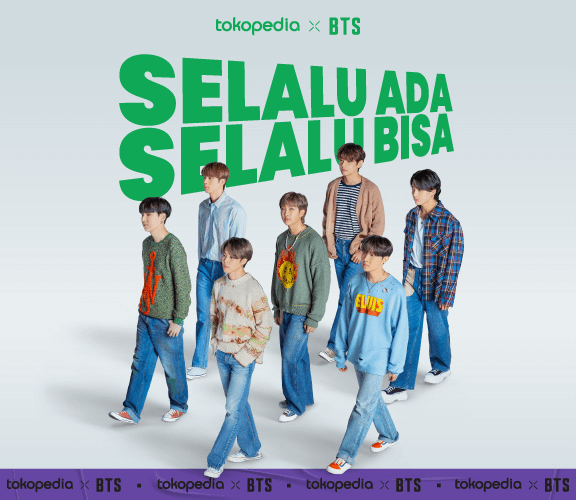 tokopedia × BTS
SELALU ADA
SELALU BISA
ELVIS
tokopedia × BTS • tokopedia × BTS • tokopedia × BTS • tokopedia × BTS